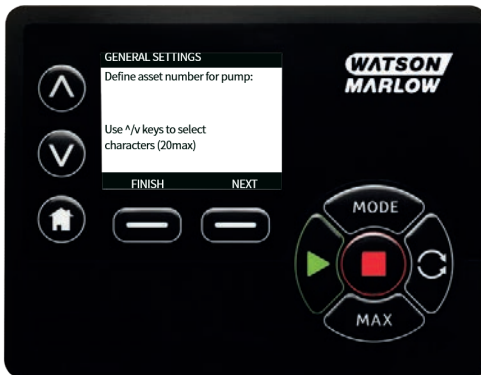 GENERAL SETTINGS
Define asset number for pump:
Use ^/v keys to select
characters (20max)
FINISH NEXT
WATSON
MARLOW
MODE
MAX